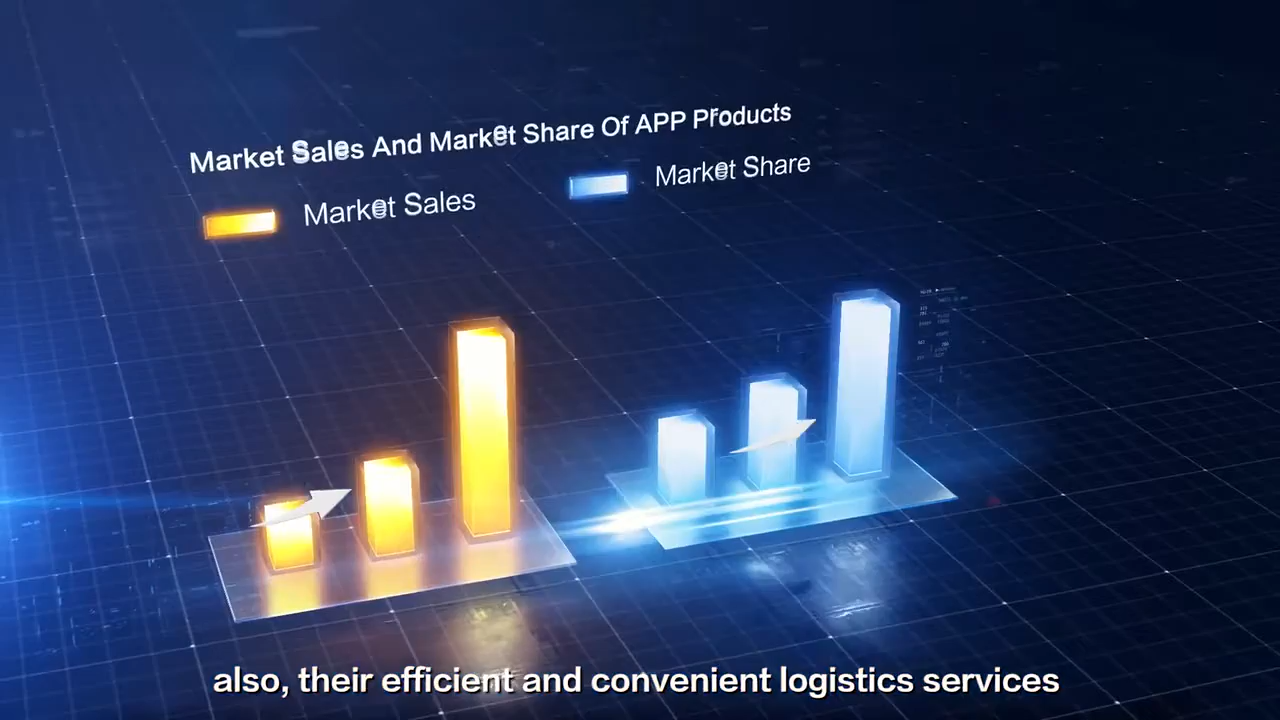 Market Sales And Market Share Of APP Products
Market Sales
Market Share
also, their efficient and convenient logistics services